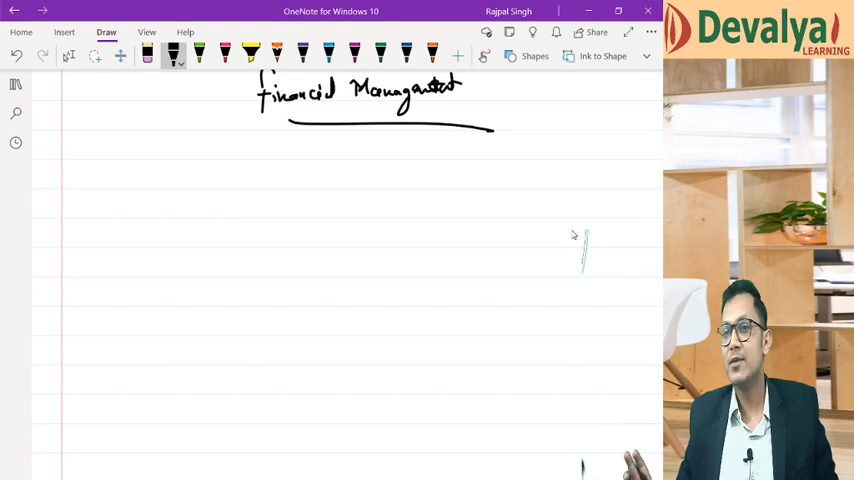 OneNote for Windows 10
Rajpal Singh
Home
Insert
Draw
View
Help
Share
Shapes
Ink to Shape
Financial Management
Devalya
LEARNING